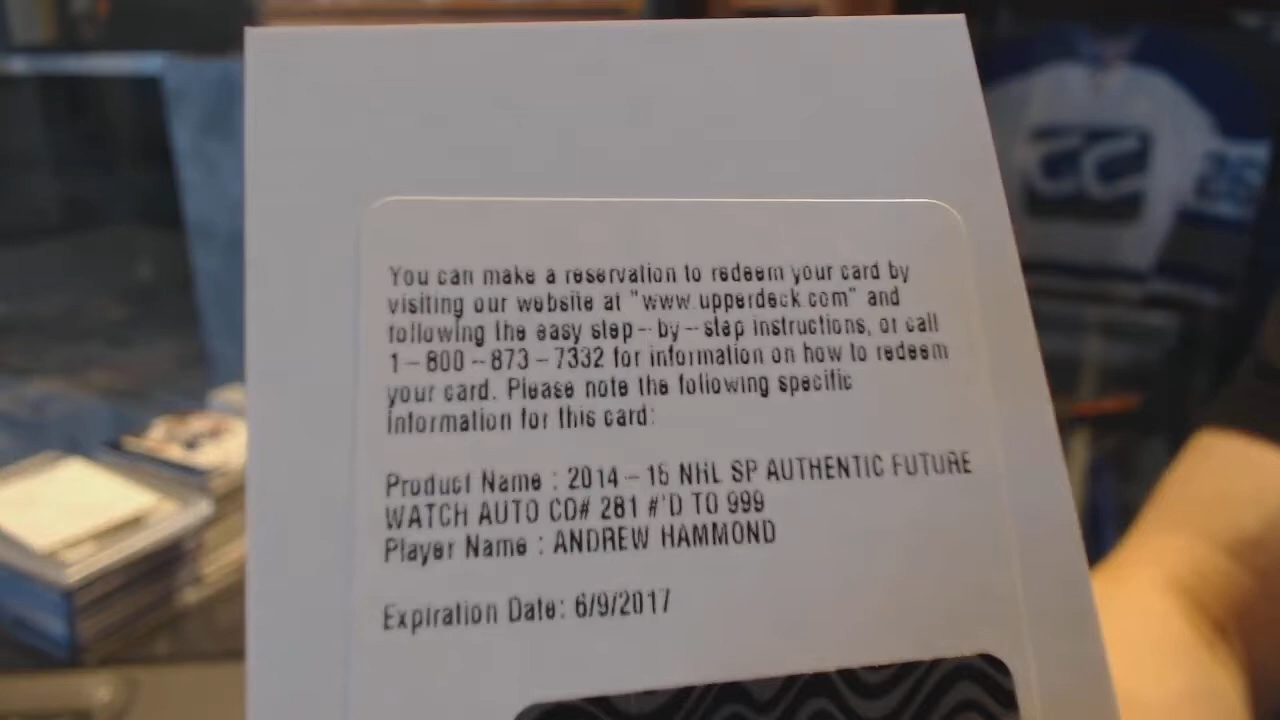 You can make a reservation to redeem your card by
visiting our website at "www.upperdeck.com" and
following the easy step-by-step instructions, or call
1-800-873-7332 for information on how to redeem
your card. Please note the following specific
information for this card:
Product Name : 2014-15 NHL SP AUTHENTIC FUTURE
WATCH AUTO CD# 281 #'D TO 999
Player Name : ANDREW HAMMOND
Expiration Date: 6/9/2017